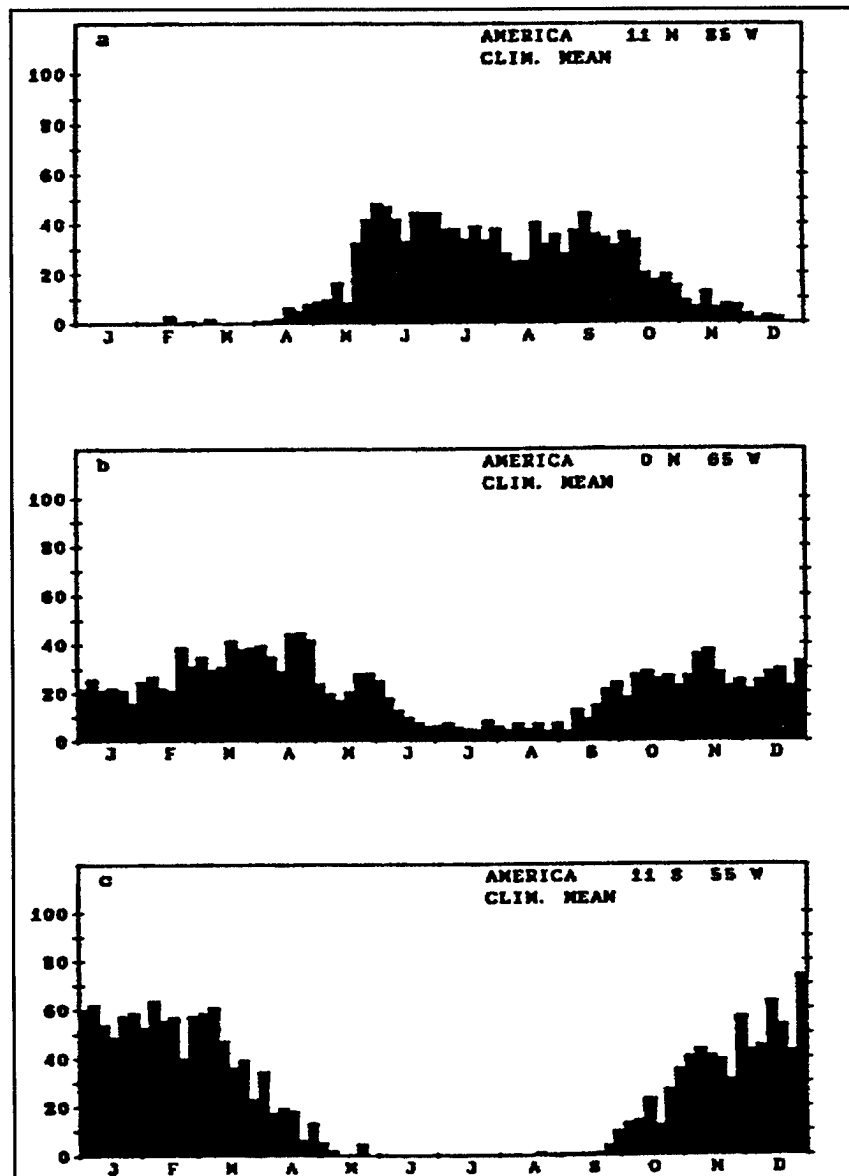 a AMERICA 11 N 85 W
CLIM. MEAN
100
80
60
40
20
0
J F M A M J J A S O N D
b AMERICA 0 N 65 W
CLIM. MEAN
100
80
60
40
20
0
J F M A M J J A S O N D
c AMERICA 11 S 55 W
CLIM. MEAN
100
80
60
40
20
0
J F M A M J J A S O N D